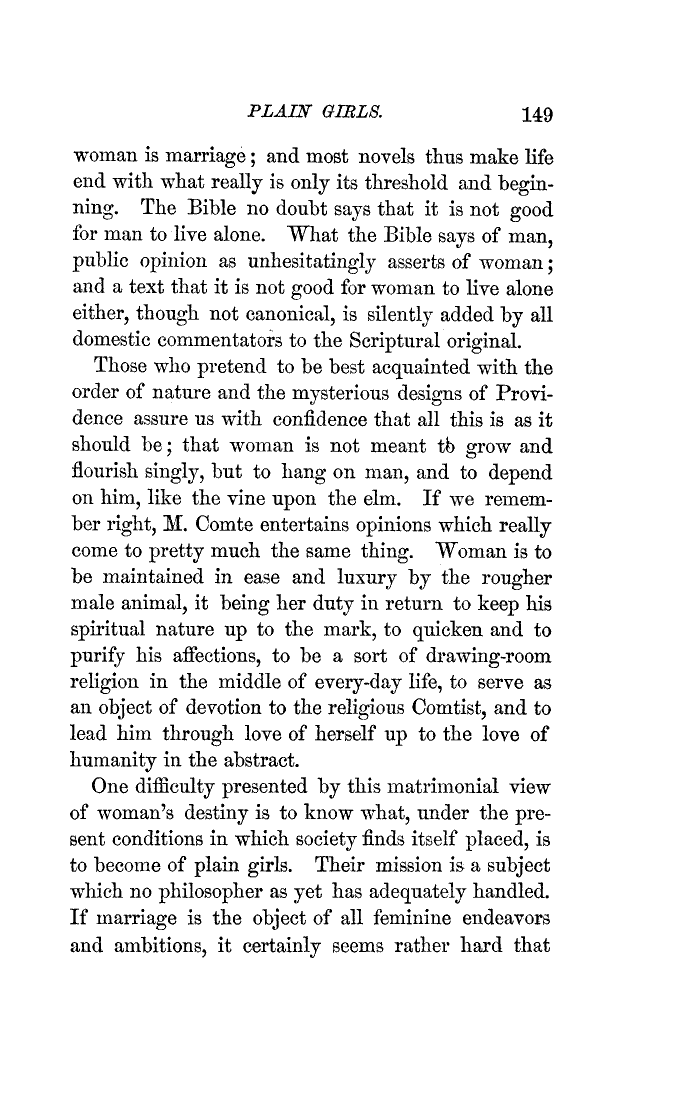 PLAIN GIRLS. 149
woman is marriage; and most novels thus make life
end with what really is only its threshold and begin-
ning. The Bible no doubt says that it is not good
for man to live alone. What the Bible says of man,
public opinion as unhesitatingly asserts of woman;
and a text that it is not good for woman to live alone
either, though not canonical, is silently added by all
domestic commentators to the Scriptural original.
Those who pretend to be best acquainted with the
order of nature and the mysterious designs of Provi-
dence assure us with confidence that all this is as it
should be; that woman is not meant to grow and
flourish singly, but to hang on man, and to depend
on him, like the vine upon the elm. If we remem-
ber right, M. Comte entertains opinions which really
come to pretty much the same thing. Woman is to
be maintained in ease and luxury by the rougher
male animal, it being her duty in return to keep his
spiritual nature up to the mark, to quicken and to
purify his affections, to be a sort of drawing-room
religion in the middle of every-day life, to serve as
an object of devotion to the religious Comtist, and to
lead him through love of herself up to the love of
humanity in the abstract.
One difficulty presented by this matrimonial view
of woman's destiny is to know what, under the pre-
sent conditions in which society finds itself placed, is
to become of plain girls. Their mission is a subject
which no philosopher as yet has adequately handled.
If marriage is the object of all feminine endeavors
and ambitions, it certainly seems rather hard that